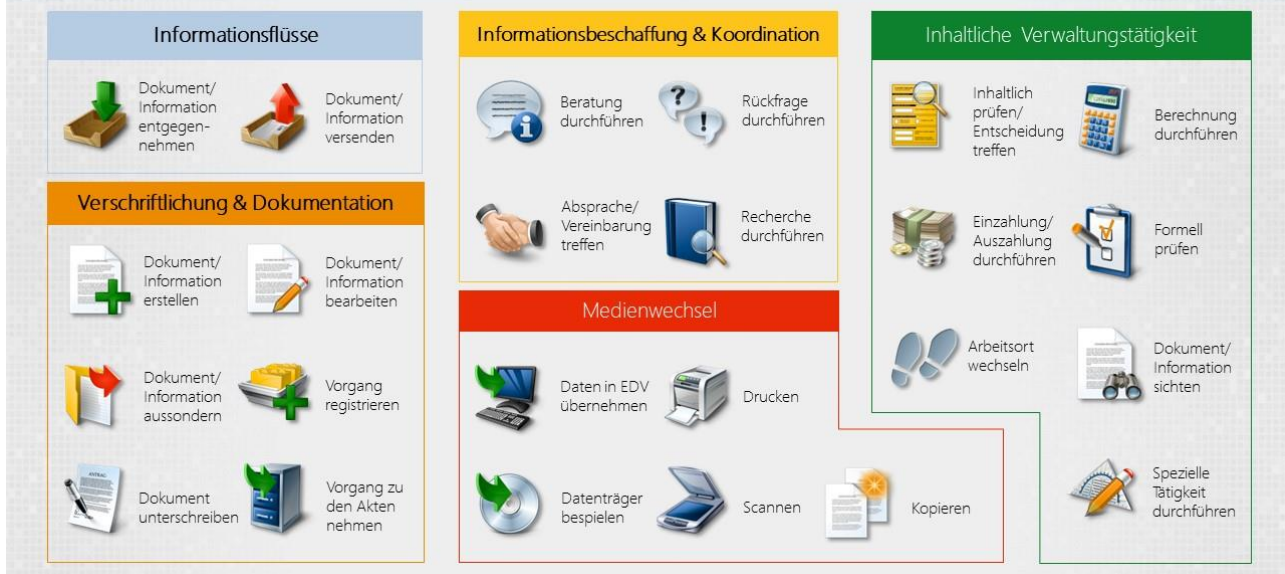 Informationsflüsse
Dokument/
Information
entgegen-
nehmen
Dokument/
Information
versenden
Verschriftlichung & Dokumentation
Dokument/
Information
erstellen
Dokument/
Information
bearbeiten
Dokument/
Information
aussondern
Vorgang
registrieren
Dokument
unterschreiben
Vorgang zu
den Akten
nehmen
Informationsbeschaffung & Koordination
Beratung
durchführen
Rückfrage
durchführen
Absprache/
Vereinbarung
treffen
Recherche
durchführen
Medienwechsel
Daten in EDV
übernehmen
Drucken
Datenträger
bespielen
Scannen
Kopieren
Inhaltliche Verwaltungstätigkeit
Inhaltlich
prüfen/
Entscheidung
treffen
Berechnung
durchführen
Einzahlung/
Auszahlung
durchführen
Formell
prüfen
Arbeitsort
wechseln
Dokument/
Information
sichten
Spezielle
Tätigkeit
durchführen
ANTRAG